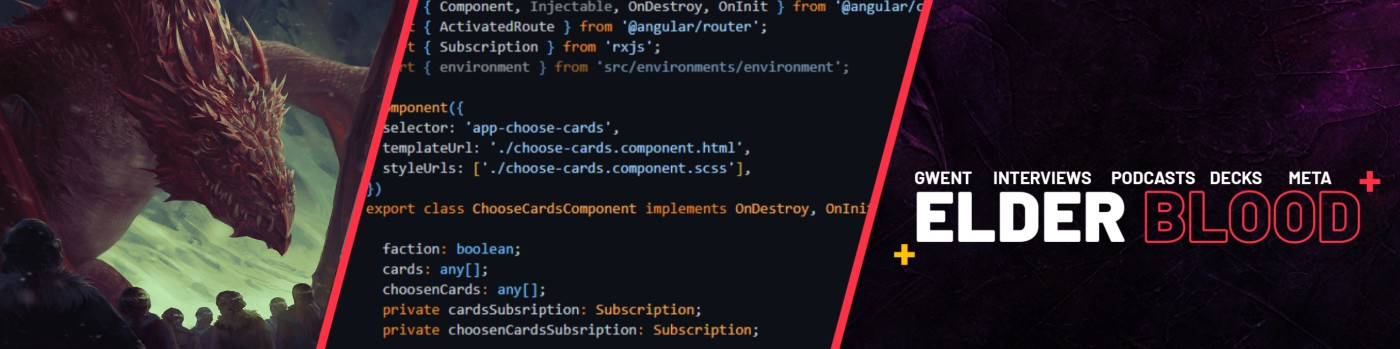 { Component, Injectable, OnDestroy, OnInit } from '@angular/c
t { ActivatedRoute } from '@angular/router';
t { Subscription } from 'rxjs';
rt { environment } from 'src/environments/environment';
omponent({
selector: 'app-choose-cards',
templateUrl: './choose-cards.component.html',
styleUrls: ['./choose-cards.component.scss'],
})
export class ChooseCardsComponent implements OnDestroy, OnIni
faction: boolean;
cards: any[];
choosenCards: any[];
private cardsSubsription: Subscription;
private choosenCardsSubsription: Subscription;
GWENT INTERVIEWS PODCASTS DECKS META
ELDER BLOOD